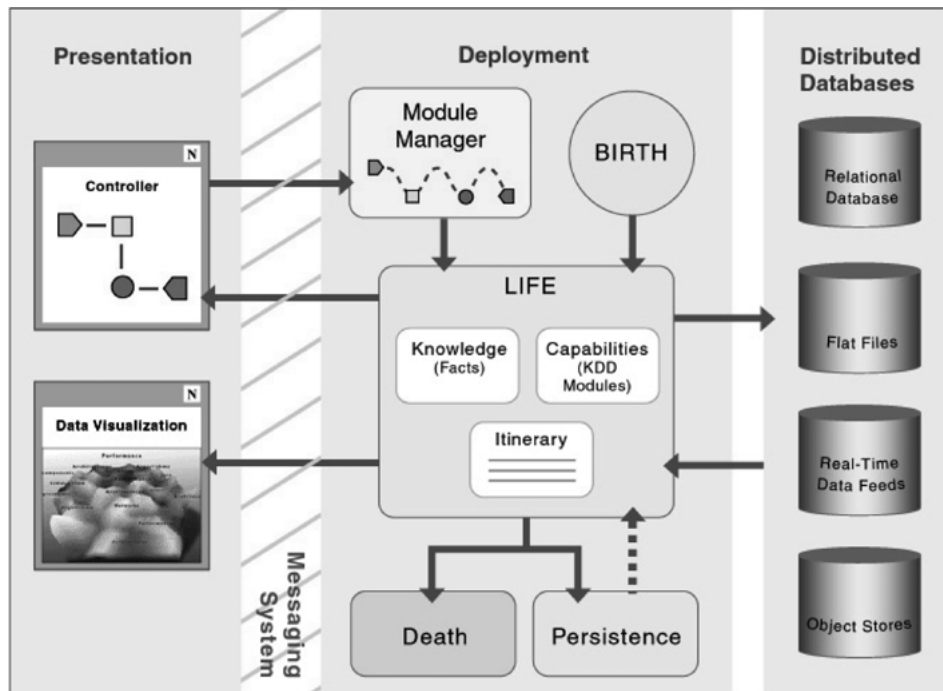 Presentation
Deployment
Distributed
Databases
Module
Manager
BIRTH
N
Controller
Relational
Database
LIFE
Knowledge
(Facts)
Capabilities
(KDD
Modules)
Flat Files
N
Data Visualization
Performance
Itinerary
Real-Time
Data Feeds
Messaging
System
Death
Persistence
Object Stores